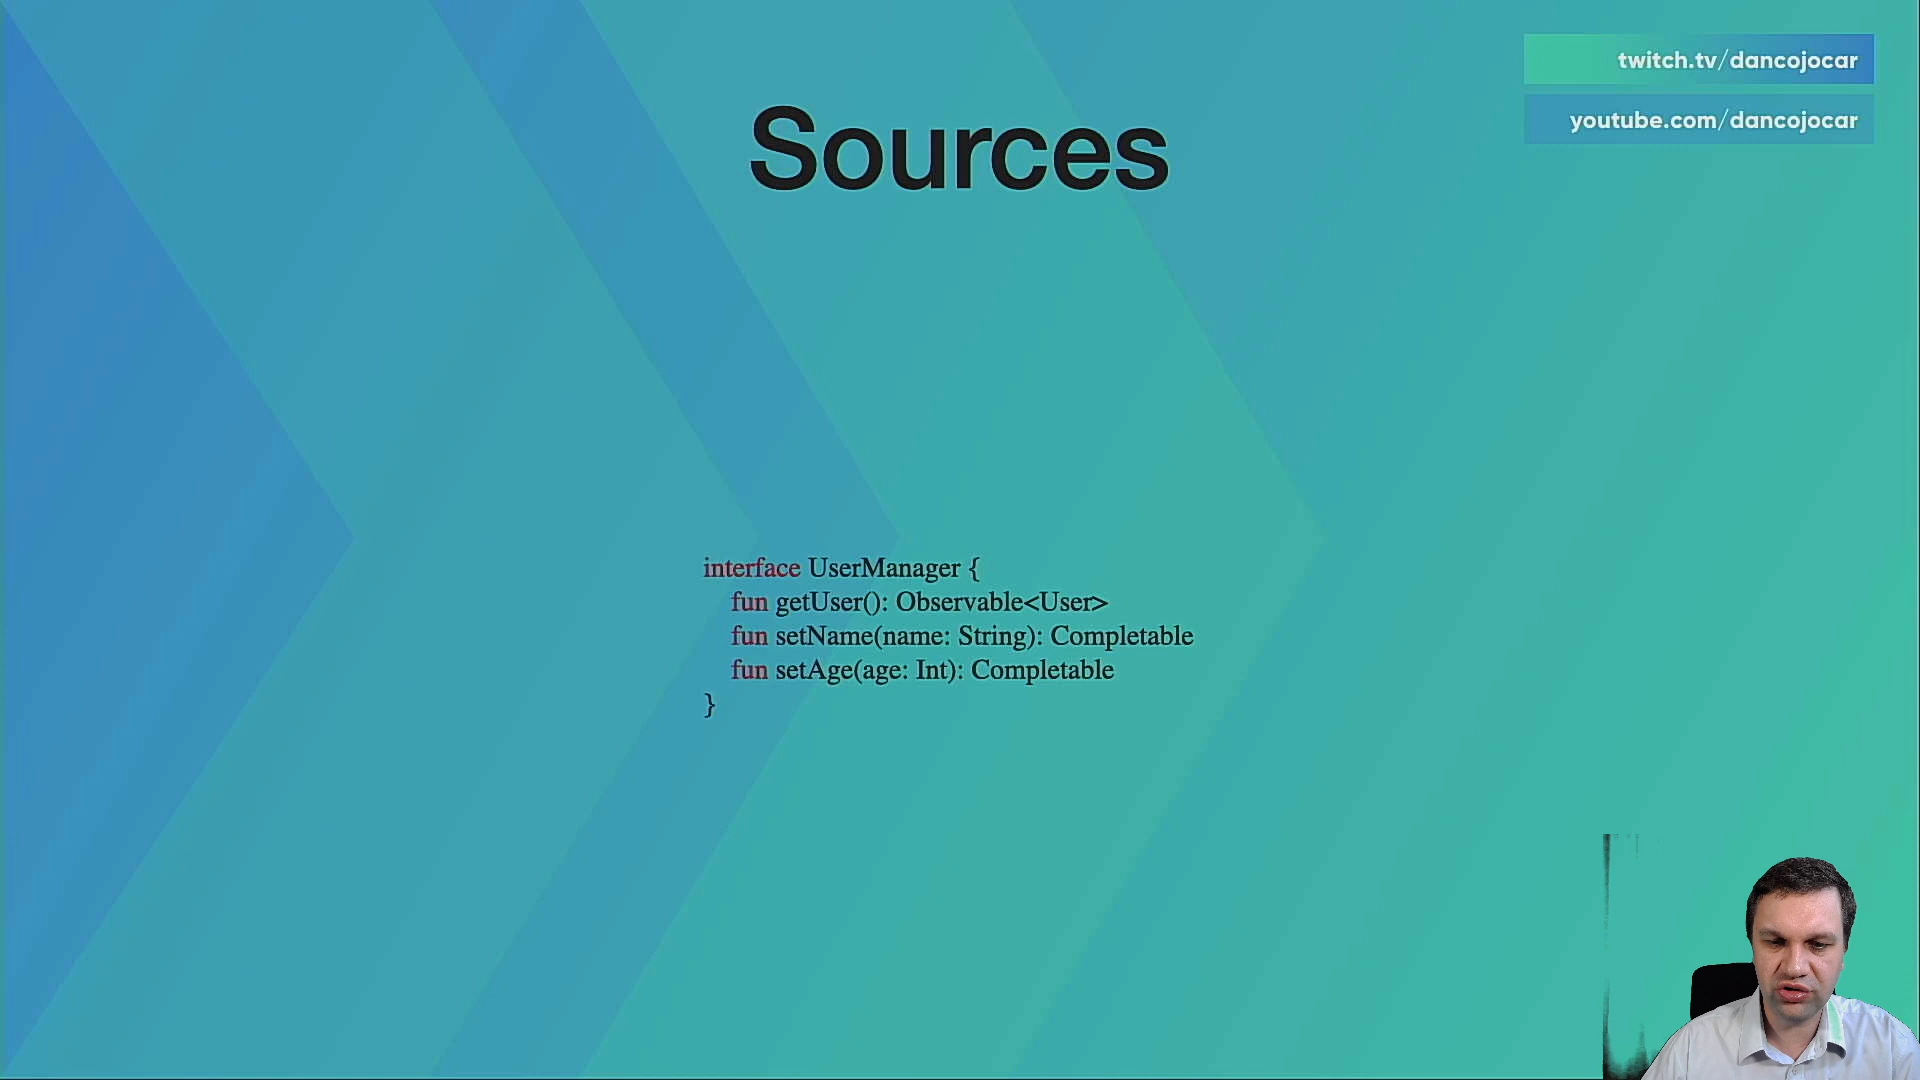 twitch.tv/dancojocar
youtube.com/dancojocar
Sources
interface UserManager {
fun getUser(): Observable<User>
fun setName(name: String): Completable
fun setAge(age: Int): Completable
}